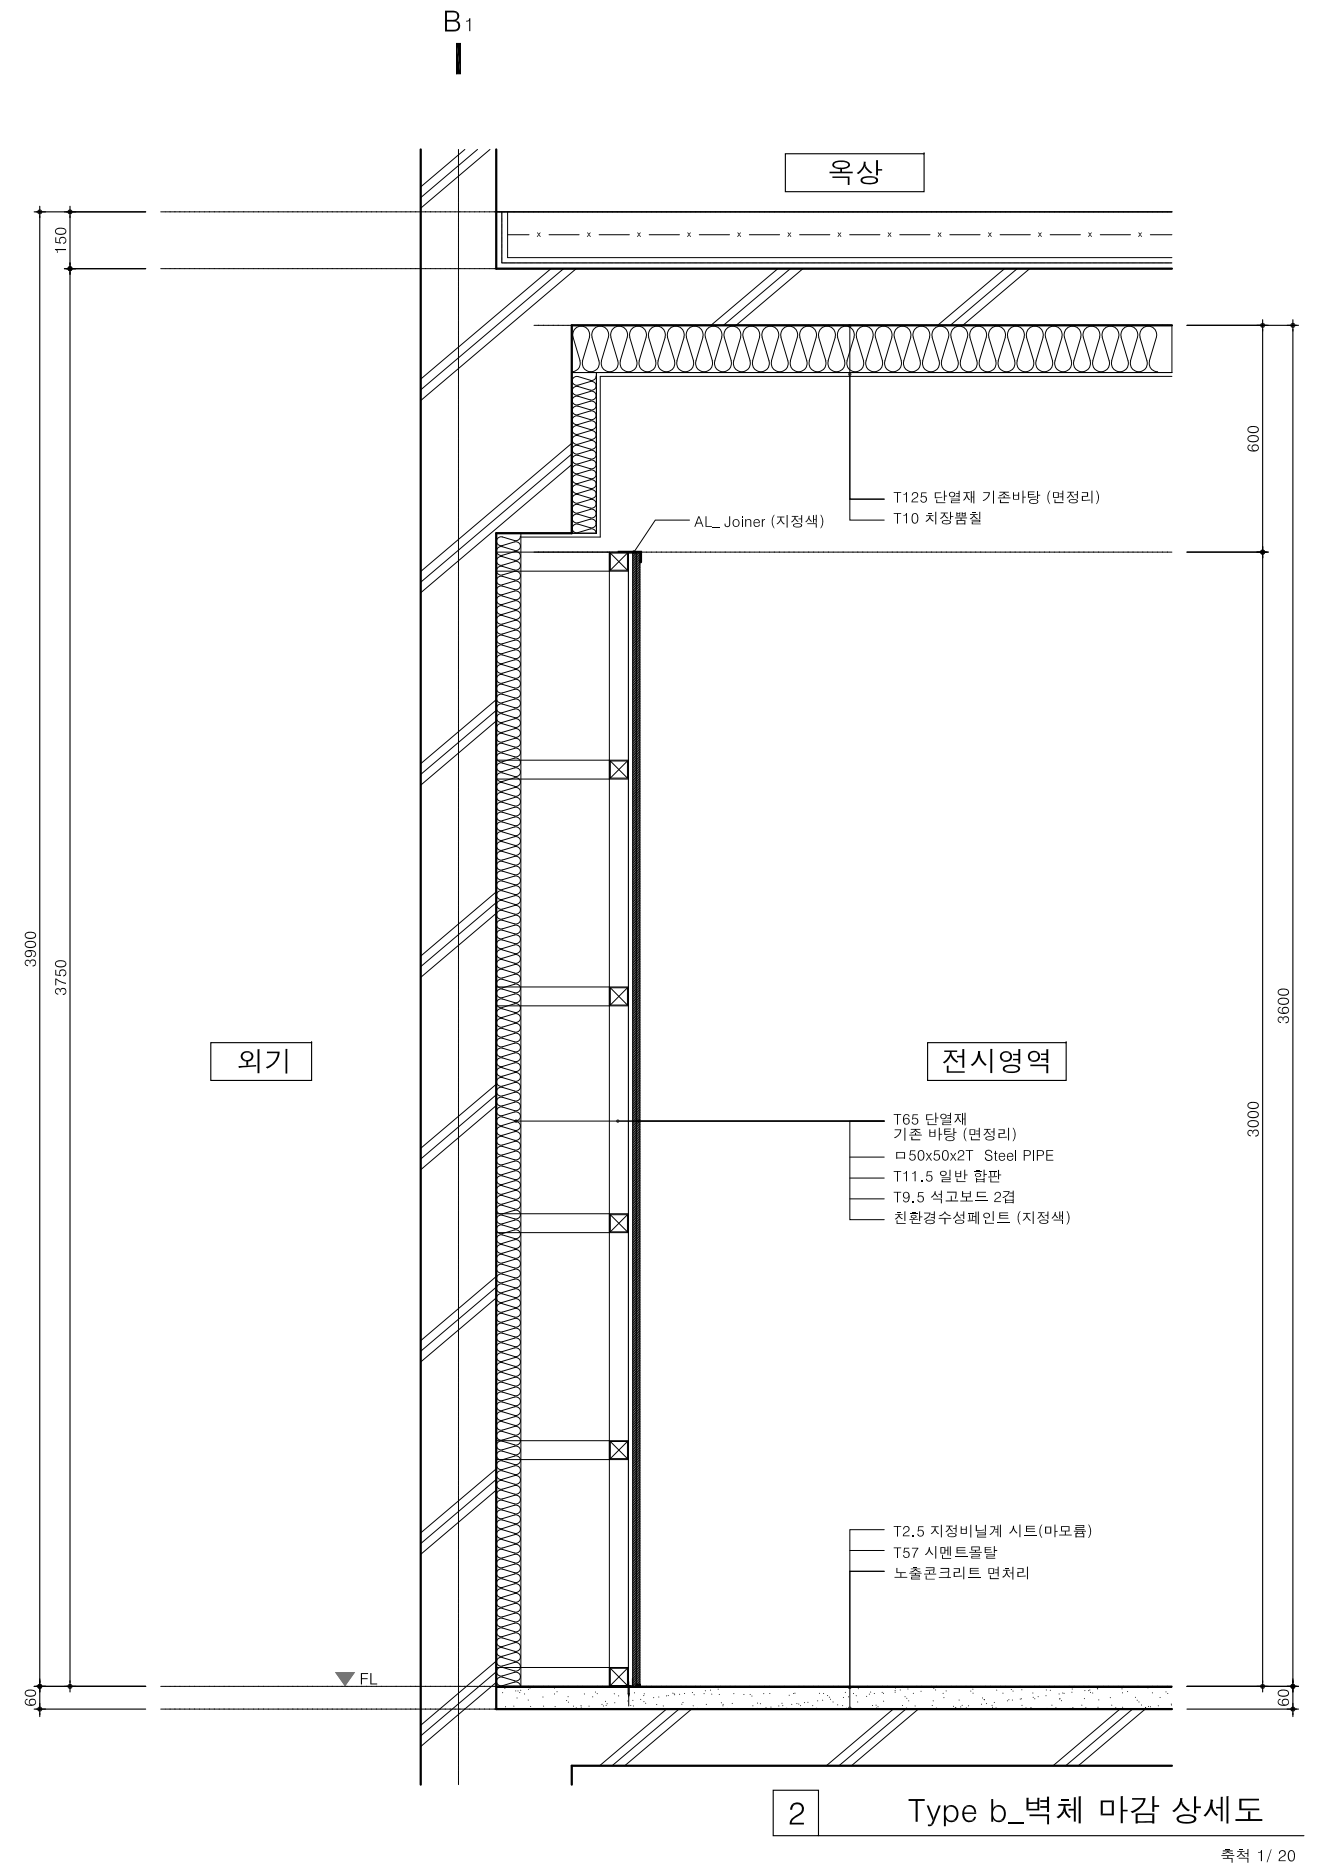 B1
옥상
150
600
T125 단열재 기존바탕 (면정리)
T10 치장뿜칠
AL_ Joiner (지정색)
3900
3750
3600
3000
외기
전시영역
T65 단열재
기존 바탕 (면정리)
ㅁ50x50x2T Steel PIPE
T11.5 일반 합판
T9.5 석고보드 2겹
친환경수성페인트 (지정색)
T2.5 지정비닐계 시트(마모륨)
T57 시멘트몰탈
노출콘크리트 면처리
FL
60
60
2
Type b_벽체 마감 상세도
축척 1/ 20